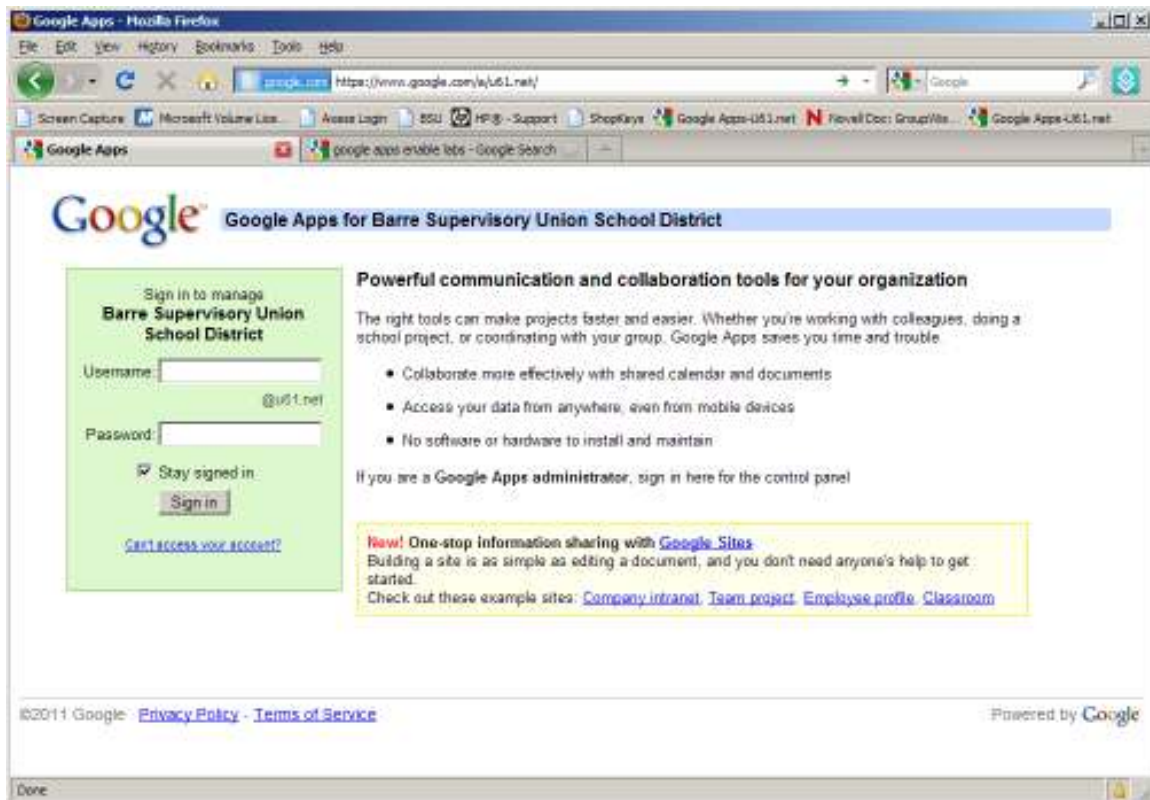 Google Apps - Mozilla Firefox
File Edit View History Bookmarks Tools Help
google.com https://www.google.com/a/u61.net/ Google
Screen Capture Microsoft Volume Lice... Access Login BSU HP® - Support ShopKeys Google Apps-U61.net Novell Doc: GroupWis... Google Apps-U61.net
Google Apps google apps enable labs - Google Search
Google™ Google Apps for Barre Supervisory Union School District
Sign in to manage
Barre Supervisory Union
School District
Username:
@u61.net
Password:
Stay signed in
Sign in
Can't access your account?
Powerful communication and collaboration tools for your organization
The right tools can make projects faster and easier. Whether you're working with colleagues, doing a
school project, or coordinating with your group, Google Apps saves you time and trouble.
Collaborate more effectively with shared calendar and documents
Access your data from anywhere, even from mobile devices
No software or hardware to install and maintain
If you are a Google Apps administrator, sign in here for the control panel
New! One-stop information sharing with Google Sites
Building a site is as simple as editing a document, and you don't need anyone's help to get
started.
Check out these example sites: Company intranet, Team project, Employee profile, Classroom
©2011 Google Privacy Policy - Terms of Service Powered by Google
Done